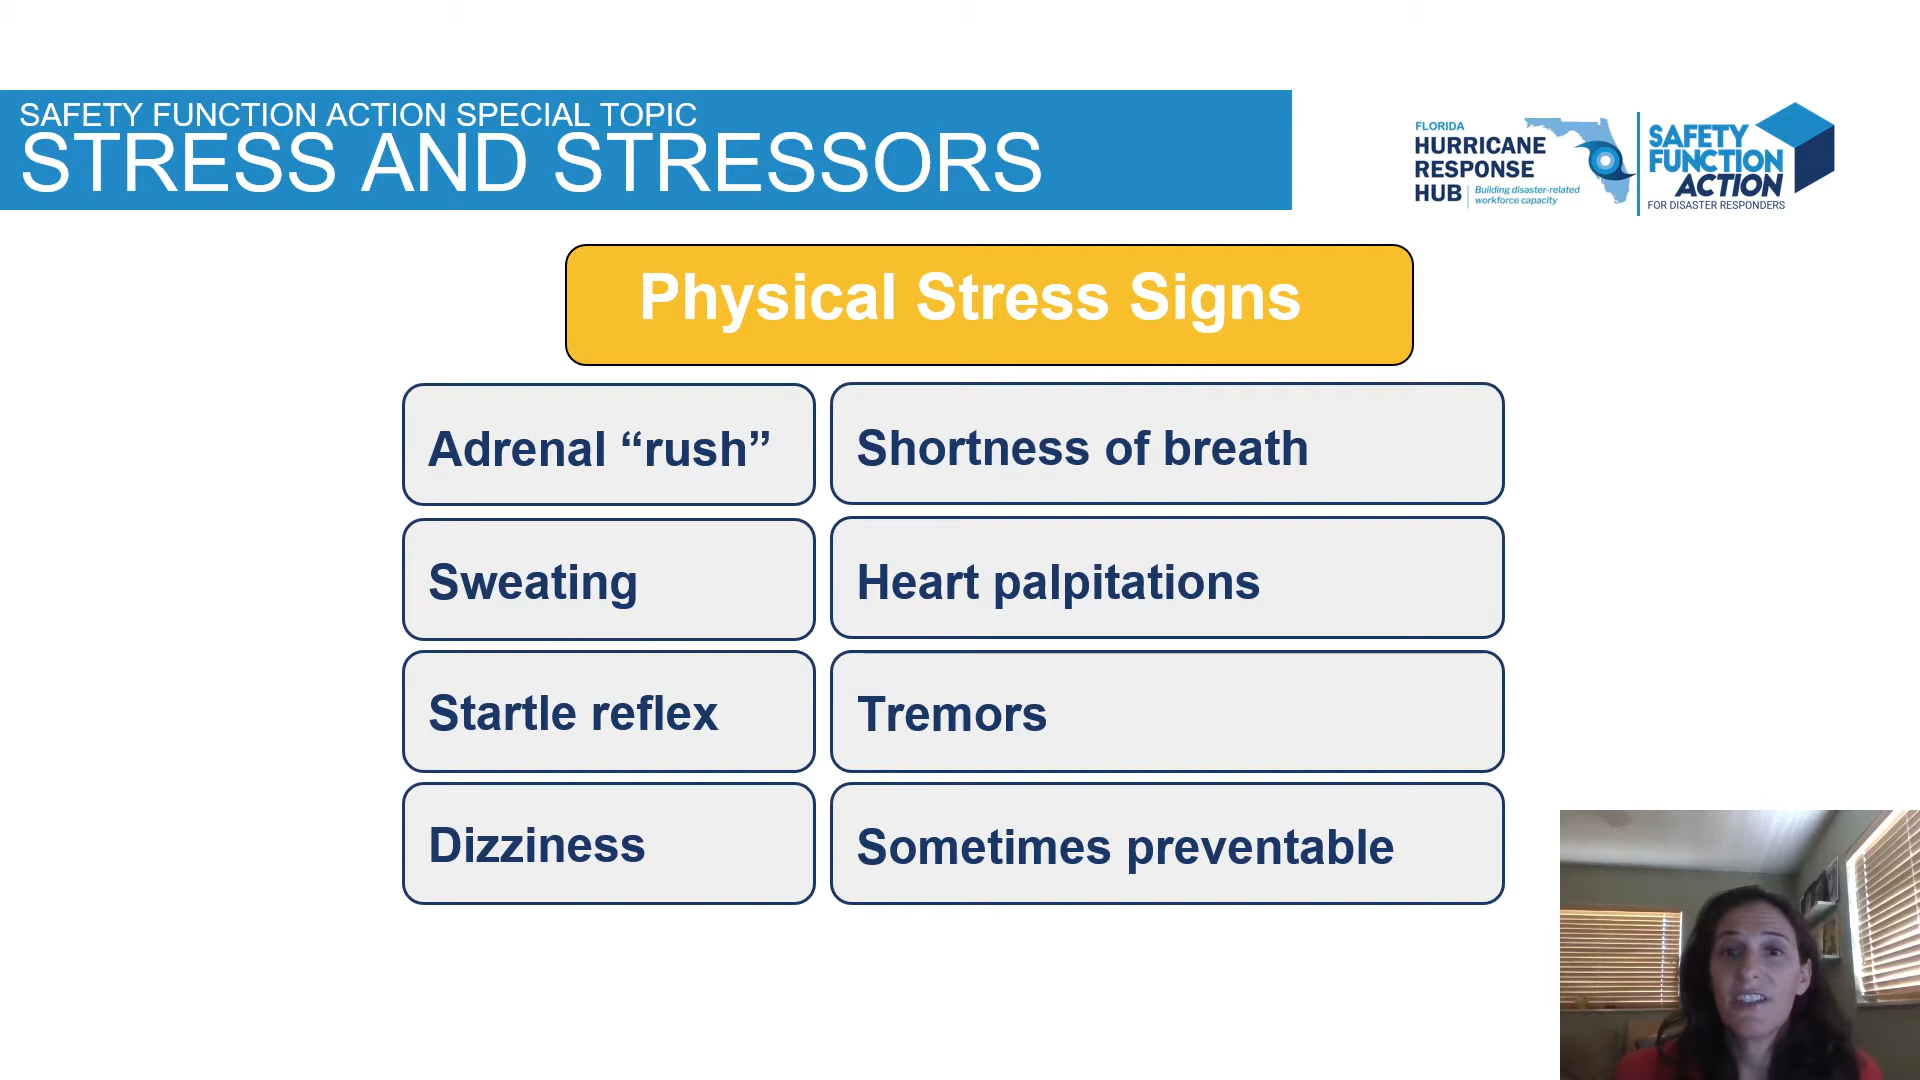 SAFETY FUNCTION ACTION SPECIAL TOPIC
STRESS AND STRESSORS
FLORIDA
HURRICANE
RESPONSE
HUB
Building disaster-related
workforce capacity
SAFETY
FUNCTION
ACTION
FOR DISASTER RESPONDERS
Physical Stress Signs
Adrenal “rush”
Shortness of breath
Sweating
Heart palpitations
Startle reflex
Tremors
Dizziness
Sometimes preventable